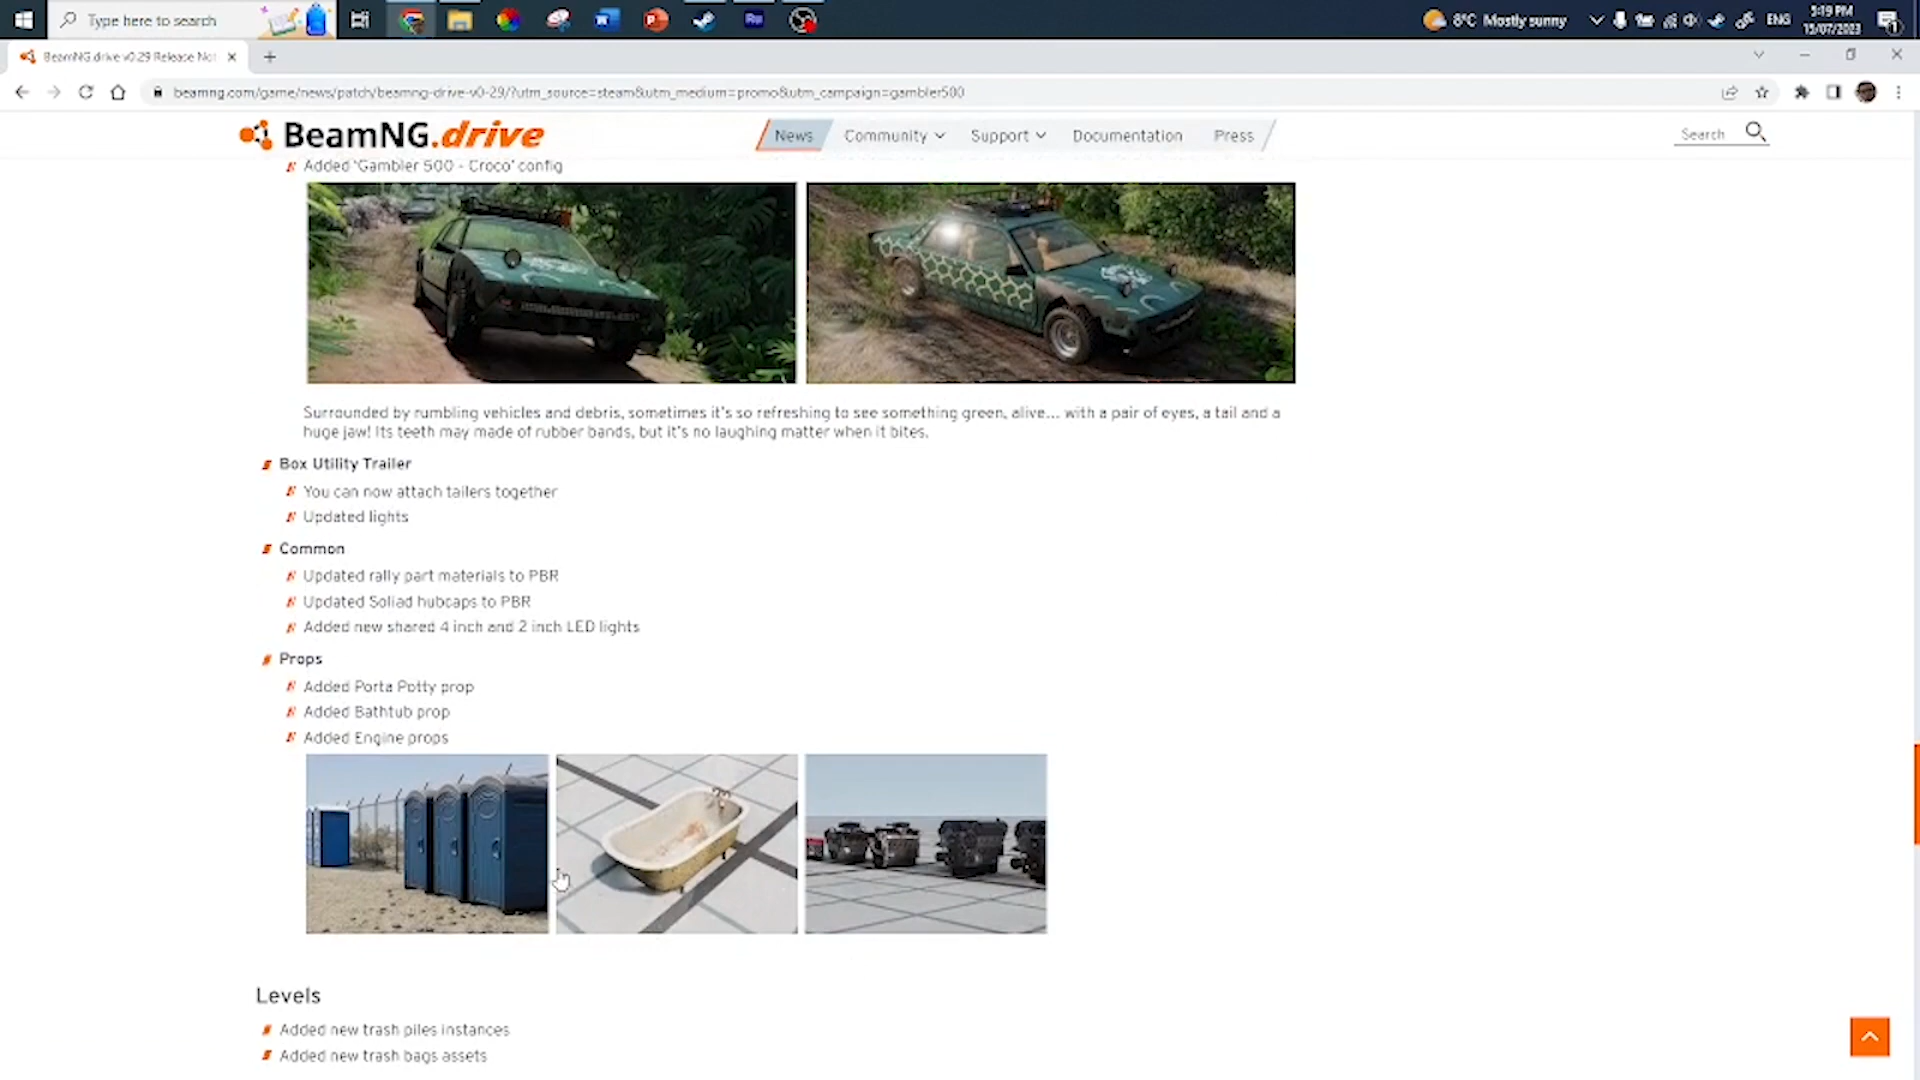 Type here to search
8°C Mostly sunny
ENG
5:19 PM
15/07/2023
BeamNG.drive v0.29 Release Not
beamng.com/game/news/patch/beamng-drive-v0-29/?utm_source=steam&utm_medium=promo&utm_campaign=gambler500
BeamNG.drive
News
Community
Support
Documentation
Press
Search
Added 'Gambler 500 - Croco' config
Surrounded by rumbling vehicles and debris, sometimes it's so refreshing to see something green, alive... with a pair of eyes, a tail and a
huge jaw! Its teeth may made of rubber bands, but it's no laughing matter when it bites.
Box Utility Trailer
You can now attach tailers together
Updated lights
Common
Updated rally part materials to PBR
Updated Soliad hubcaps to PBR
Added new shared 4 inch and 2 inch LED lights
Props
Added Porta Potty prop
Added Bathtub prop
Added Engine props
Levels
Added new trash piles instances
Added new trash bags assets